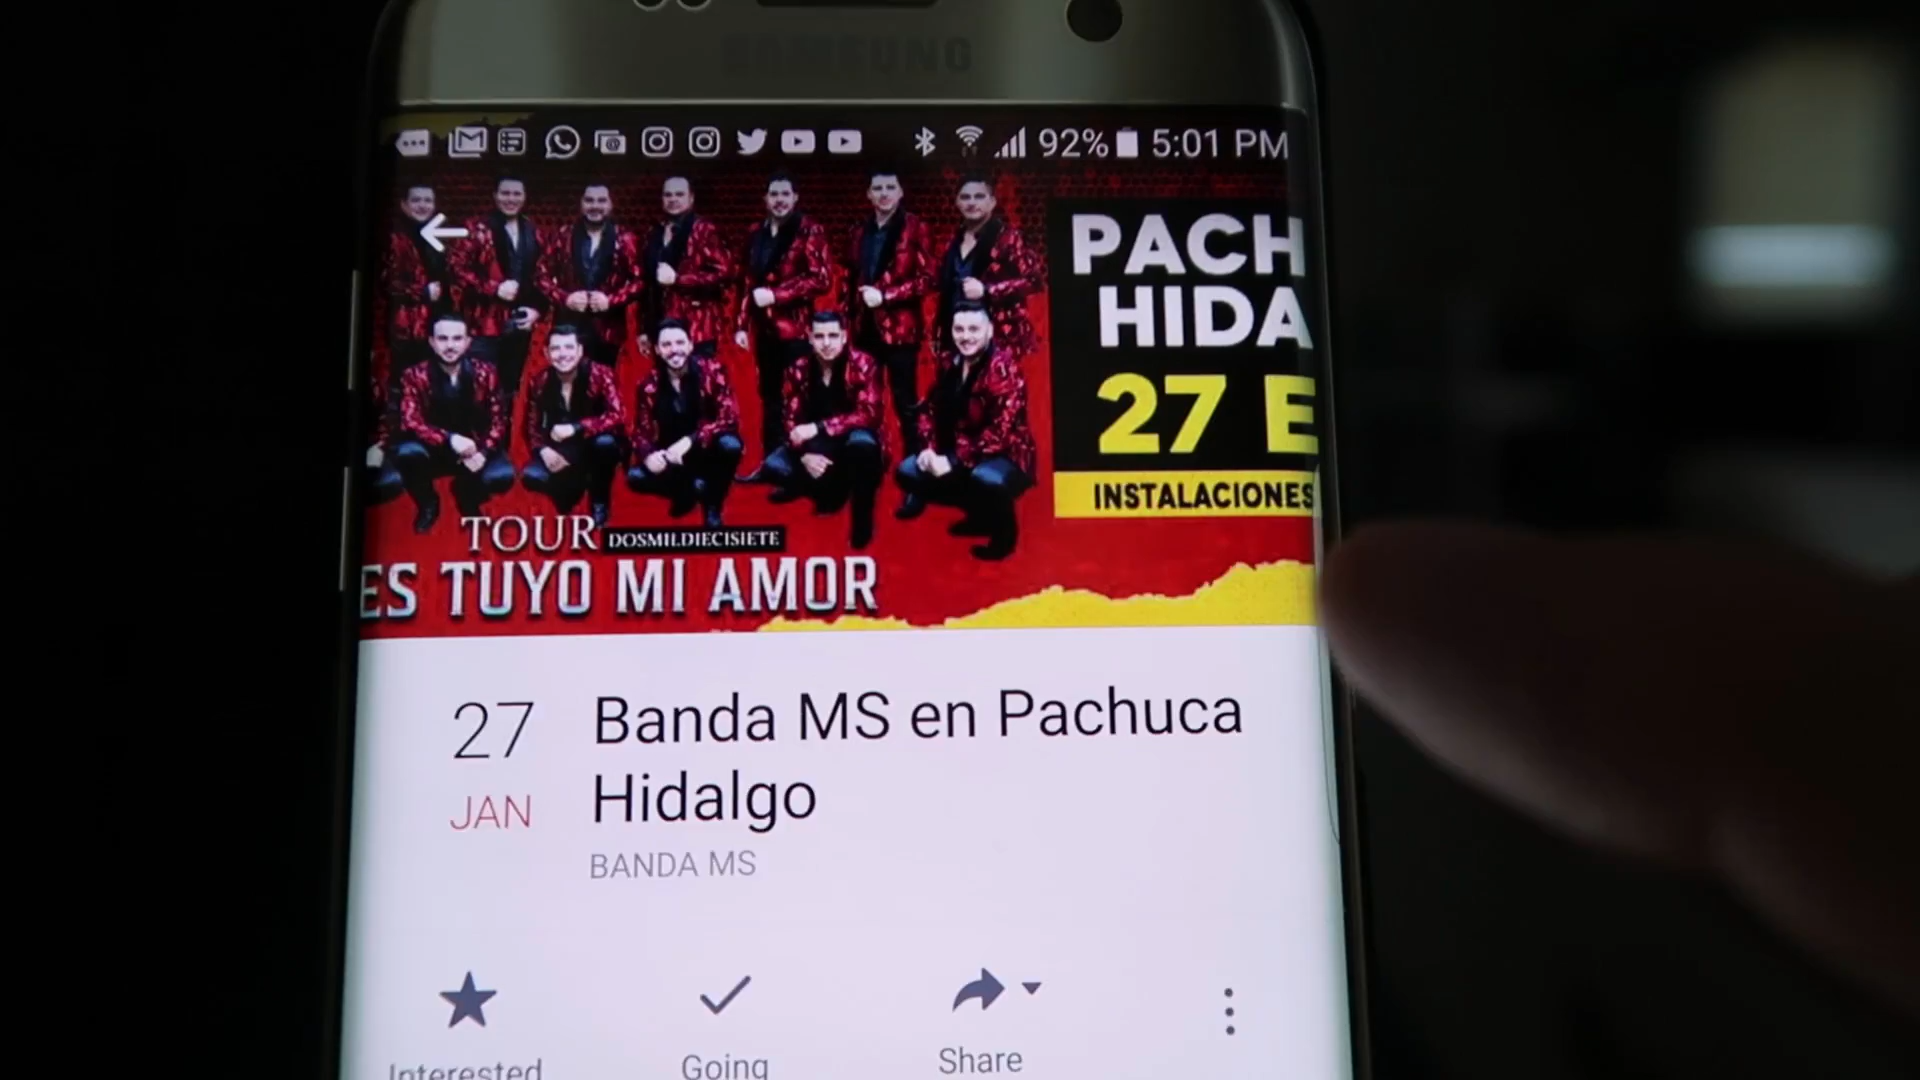 SAMSUNG
92% 5:01 PM
PACH
HIDA
27 E
INSTALACIONES
TOUR DOSMILDIECISIETE
ES TUYO MI AMOR
27
JAN
Banda MS en Pachuca
Hidalgo
BANDA MS
Interested
Going
Share